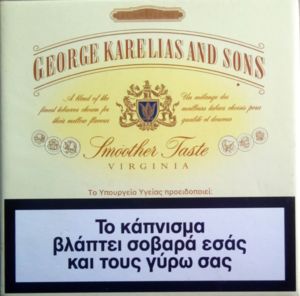 GEORGE KARELIAS AND SONS
A blend of the
finest tobaccos chosen for
their mellow flavour
Un mélange des
meilleurs tabacs choisis pour
qualité et douceur
Smoother Taste
VIRGINIA
Το Υπουργείο Υγείας προειδοποιεί:
Το κάπνισμα
βλάπτει σοβαρά εσάς
και τους γύρω σας